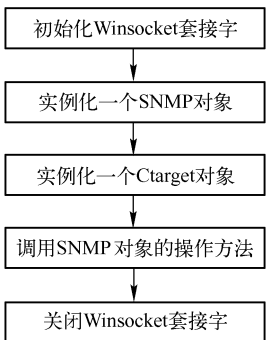 初始化Winsocket套接字
实例化一个SNMP对象
实例化一个Ctarget对象
调用SNMP对象的操作方法
关闭Winsocket套接字